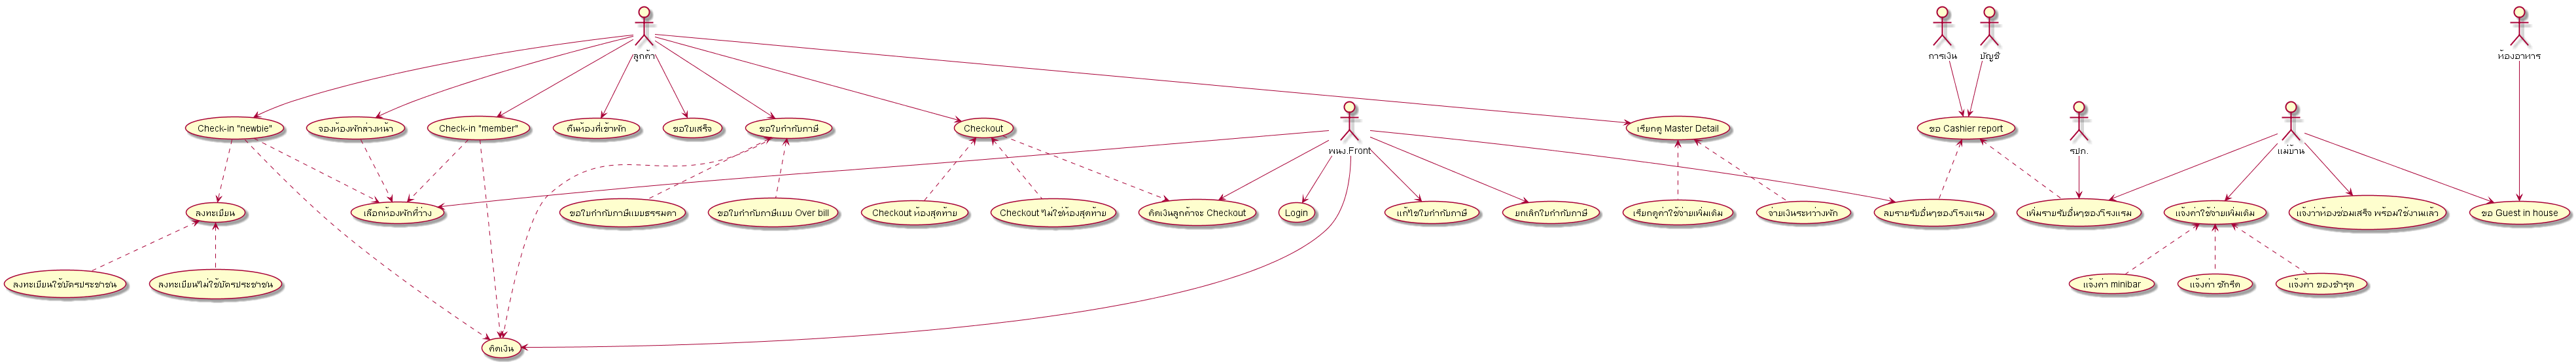 ลูกค้า
การเงิน
บัญชี
ห้องอาหาร
Check-in "newbie"
จองห้องพักล่างหน้า
Check-in "member"
คืนห้องที่เข้าพัก
ขอใบเสร็จ
ขอใบกำกับภาษี
Checkout
พนง.Front
เรียกดู Master Detail
ขอ Cashier report
รปภ.
แม่บ้าน
ลงทะเบียน
เลือกห้องพักที่ว่าง
ขอใบกำกับภาษีแบบธรรมดา
ขอใบกำกับภาษีแบบ Over bill
Checkout ห้องสุดท้าย
Checkout ไม่ใช่ห้องสุดท้าย
คิดเงินลูกค้าจะ Checkout
Login
แก้ไขใบกำกับภาษี
ยกเลิกใบกำกับภาษี
เรียกดูค่าใช้จ่ายเพิ่มเติม
จ่ายเงินระหว่างพัก
ลบรายรับอื่นๆของโรงแรม
เพิ่มรายรับอื่นๆของโรงแรม
แจ้งค่าใช้จ่ายเพิ่มเติม
แจ้งว่าห้องซ่อมเสร็จ พร้อมใช้งานแล้ว
ขอ Guest in house
ลงทะเบียนใช้บัตรประชาชน
ลงทะเบียนไม่ใช้บัตรประชาชน
แจ้งค่า minibar
แจ้งค่า ซักรีด
แจ้งค่า ของชำรุด
คิดเงิน